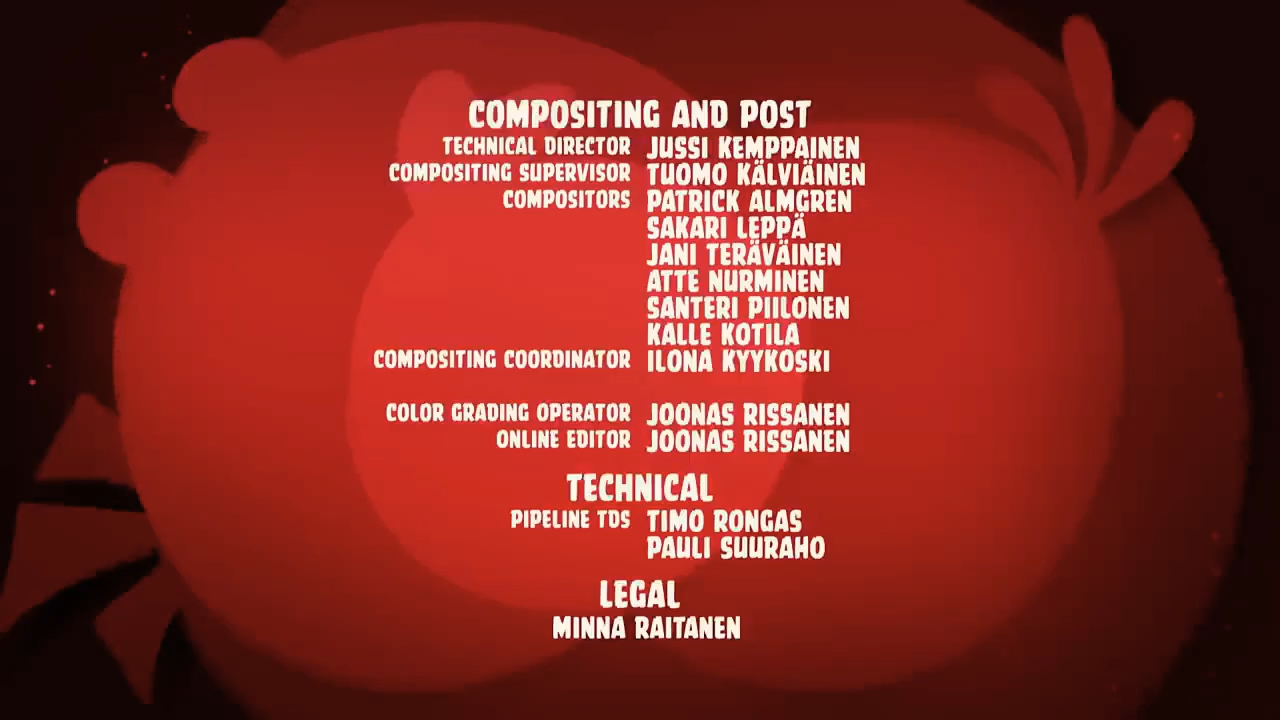 COMPOSITING AND POST
TECHNICAL DIRECTOR JUSSI KEMPPAINEN
COMPOSITING SUPERVISOR TUOMO KÄLVIÄINEN
COMPOSITORS PATRICK ALMGREN
SAKARI LEPPÄ
JANI TERÄVÄINEN
ATTE NURMINEN
SANTERI PIILONEN
KALLE KOTILA
COMPOSITING COORDINATOR ILONA KYYKOSKI
COLOR GRADING OPERATOR JOONAS RISSANEN
ONLINE EDITOR JOONAS RISSANEN
TECHNICAL
PIPELINE TDS TIMO RONGAS
PAULI SUURAHO
LEGAL
MINNA RAITANEN